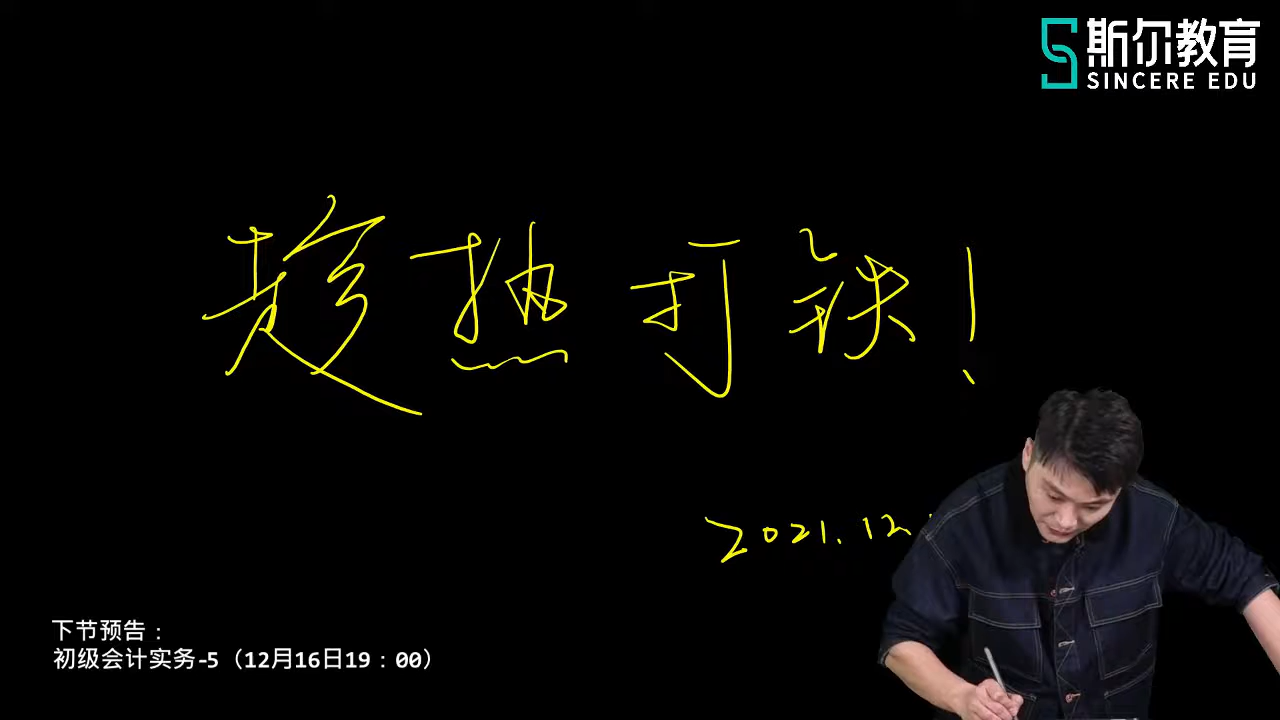 斯尔教育
SINCERE EDU
趁热打铁！
2021.12.
下节预告：
初级会计实务-5（12月16日19：00）